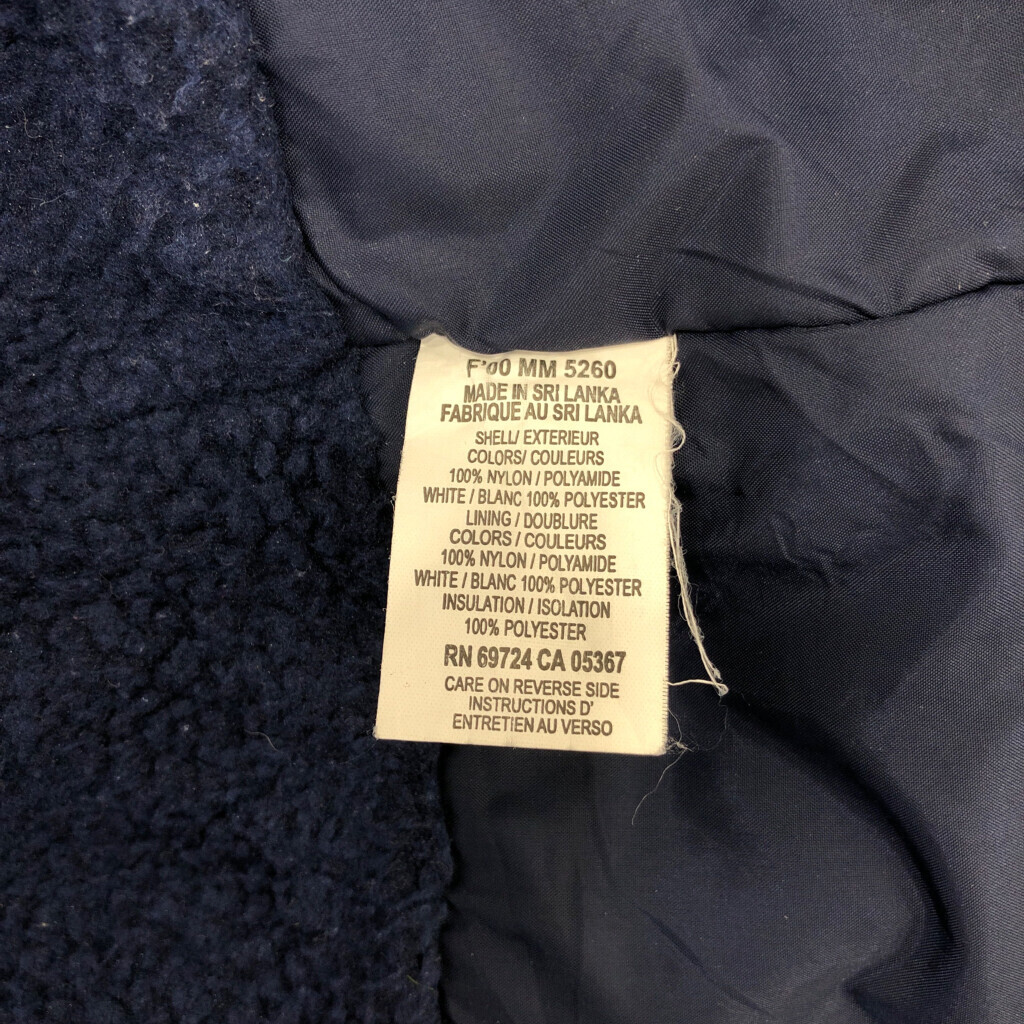 F'00 MM 5260
MADE IN SRI LANKA
FABRIQUE AU SRI LANKA
SHELL/ EXTERIEUR
COLORS/ COULEURS
100% NYLON / POLYAMIDE
WHITE / BLANC 100% POLYESTER
LINING / DOUBLURE
COLORS / COULEURS
100% NYLON / POLYAMIDE
WHITE / BLANC 100% POLYESTER
INSULATION / ISOLATION
100% POLYESTER
RN 69724 CA 05367
CARE ON REVERSE SIDE
INSTRUCTIONS D'
ENTRETIEN AU VERSO